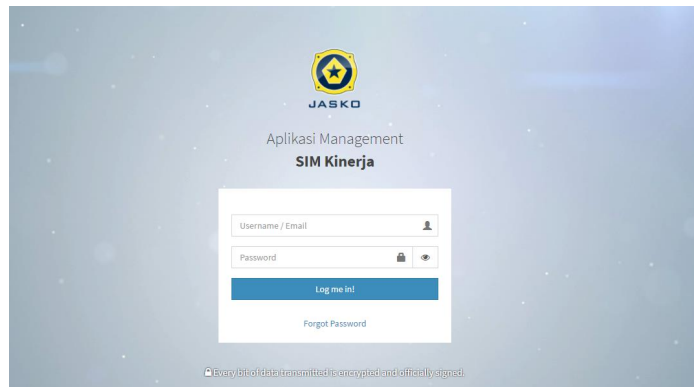 JASKO
Aplikasi Management
SIM Kinerja
Username / Email
Password
Log me in!
Forgot Password
Every bit of data transmitted is encrypted and officially signed.